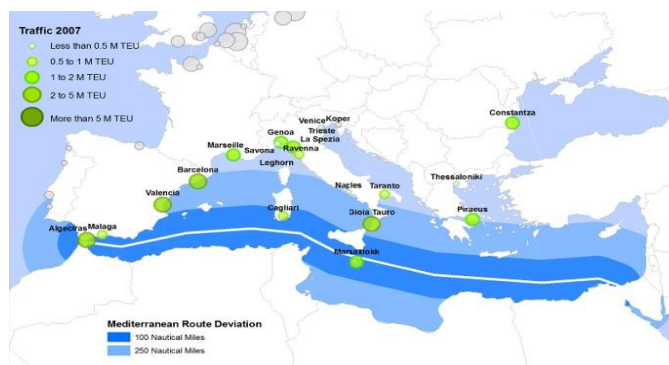 Traffic 2007
Less than 0.5 M TEU
0.5 to 1 M TEU
1 to 2 M TEU
2 to 5 M TEU
More than 5 M TEU
Constantza
Venice Koper
Trieste
Genoa
La Spezia
Marseille
Savona
Ravenna
Leghorn
Barcelona
Thessaloniki
Naples
Taranto
Valencia
Cagliari
Gioia Tauro
Piraeus
Algeciras
Malaga
Marsaxlokk
Mediterranean Route Deviation
100 Nautical Miles
250 Nautical Miles